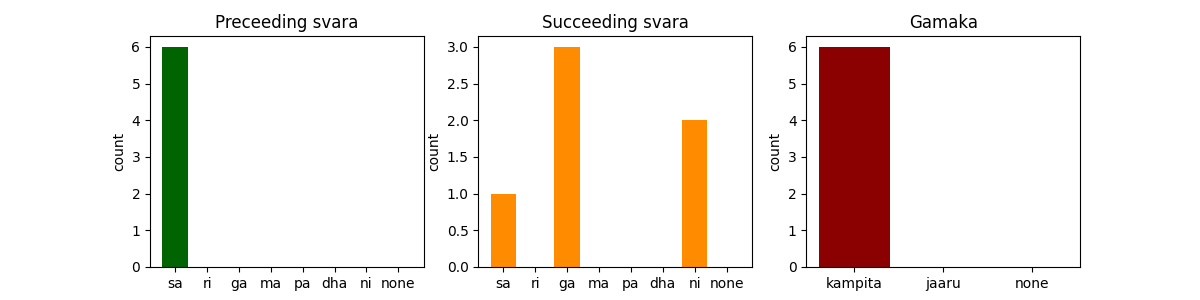 Preceeding svara
count
6
5
4
3
2
1
0
sa ri ga ma pa dha ni none
Succeeding svara
count
3.0
2.5
2.0
1.5
1.0
0.5
0.0
sa ri ga ma pa dha ni none
Gamaka
count
6
5
4
3
2
1
0
kampita jaaru none